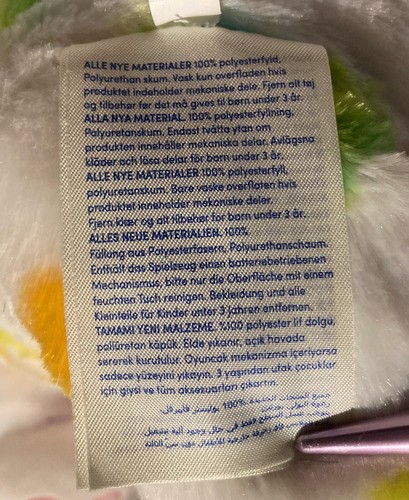 ALLE NYE MATERIALER 100% polyesterfyld,
Polyurethan skum. Vask kun overfladen hvis
produktet indeholder mekaniske dele. Fjern alt tøj
og tilbehør før det må gives til børn under 3 år.
ALLA NYA MATERIAL. 100% polyesterfyllning,
Polyuretanskum. Endast tvätta ytan om
produkten innehåller mekaniska delar. Avlägsna
kläder och lösa delar för barn under 3 år.
ALLE NYE MATERIALER 100% polyesterfyll,
polyuretanskum. Bare vaske overflaten hvis
produktet inneholder mekaniske deler.
Fjern klær og alt tilbehør for barn under 3 år.
ALLES NEUE MATERIALIEN. 100%
Füllung aus Polyesterfasern, Polyurethanschaum.
Enthält das Spielzeug einen batteriebetriebenen
Mechanismus, bitte nur die Oberfläche mit einem
feuchten Tuch reinigen. Bekleidung und alle
Kleinteile für Kinder unter 3 Jahren entfernen.
TAMAMI YENİ MALZEME. %100 polyester lif dolgu,
poliüretan köpük. Elde yıkanır, açık havada
sererek kurutulur. Oyuncak mekanizma içeriyorsa
sadece yüzeyini yıkayın. 3 yaşından ufak çocuklar
için giysi ve tüm aksesuarları çıkartın.
جميع المنتجات الجديدة %100 بوليستر